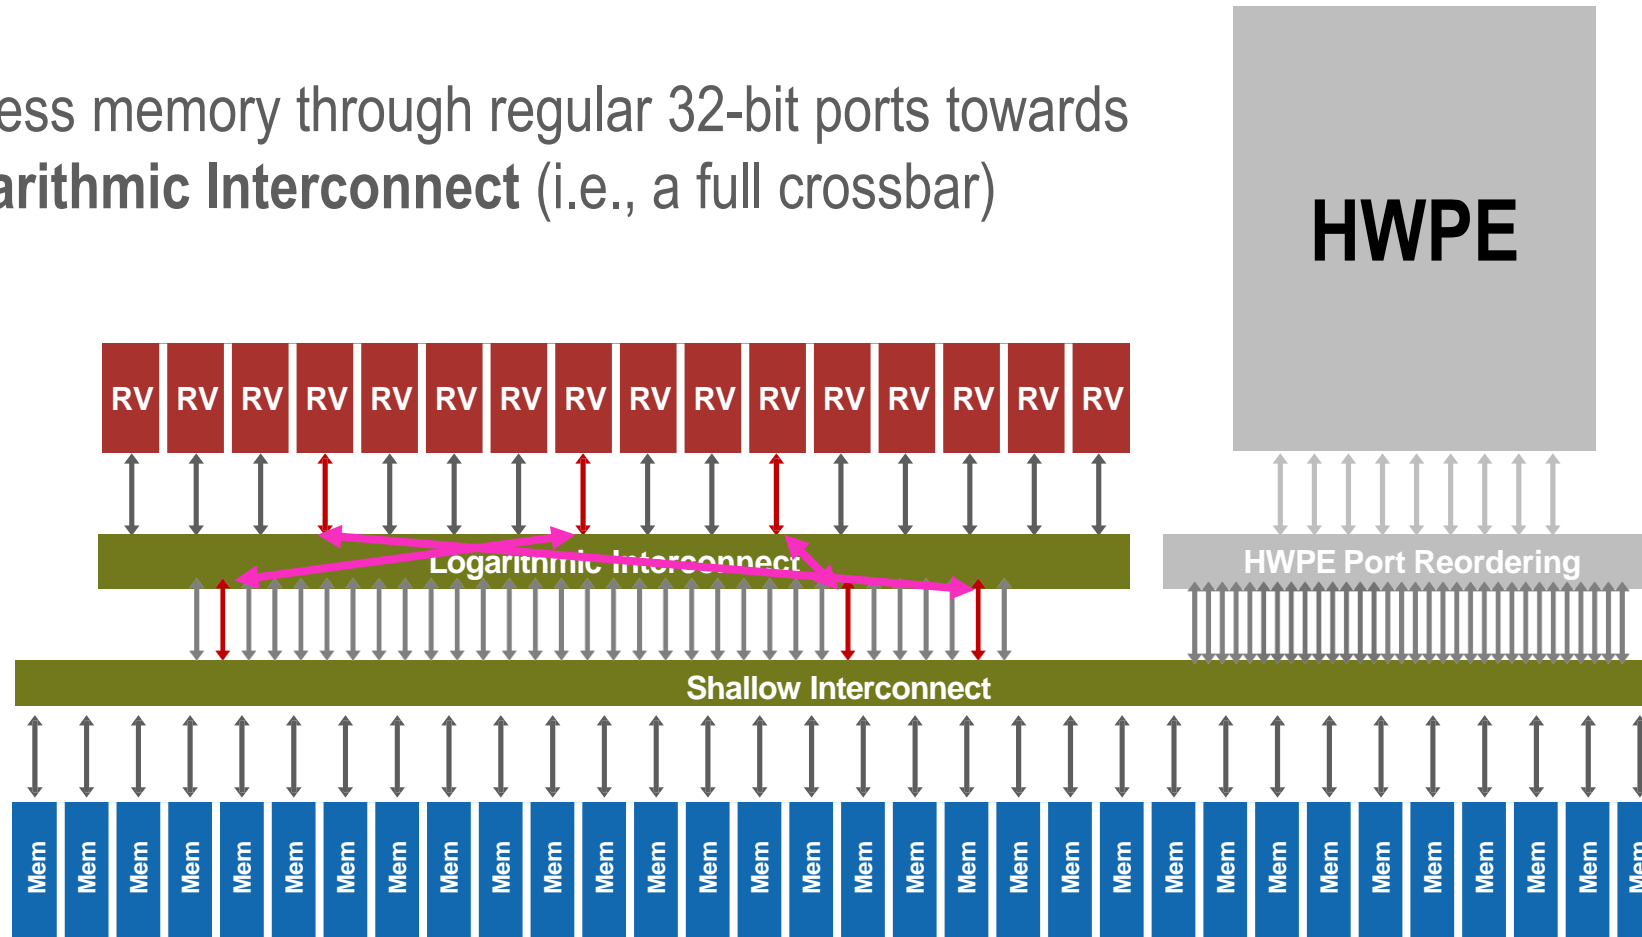 ess memory through regular 32-bit ports towards
arithmic Interconnect (i.e., a full crossbar)
HWPE
RV RV RV RV RV RV RV RV RV RV RV RV RV RV RV RV
Logarithmic Interconnect
HWPE Port Reordering
Shallow Interconnect
Mem Mem Mem Mem Mem Mem Mem Mem Mem Mem Mem Mem Mem Mem Mem Mem Mem Mem Mem Mem Mem Mem Mem Mem Mem Mem Mem Mem Mem Mem Mem Mem